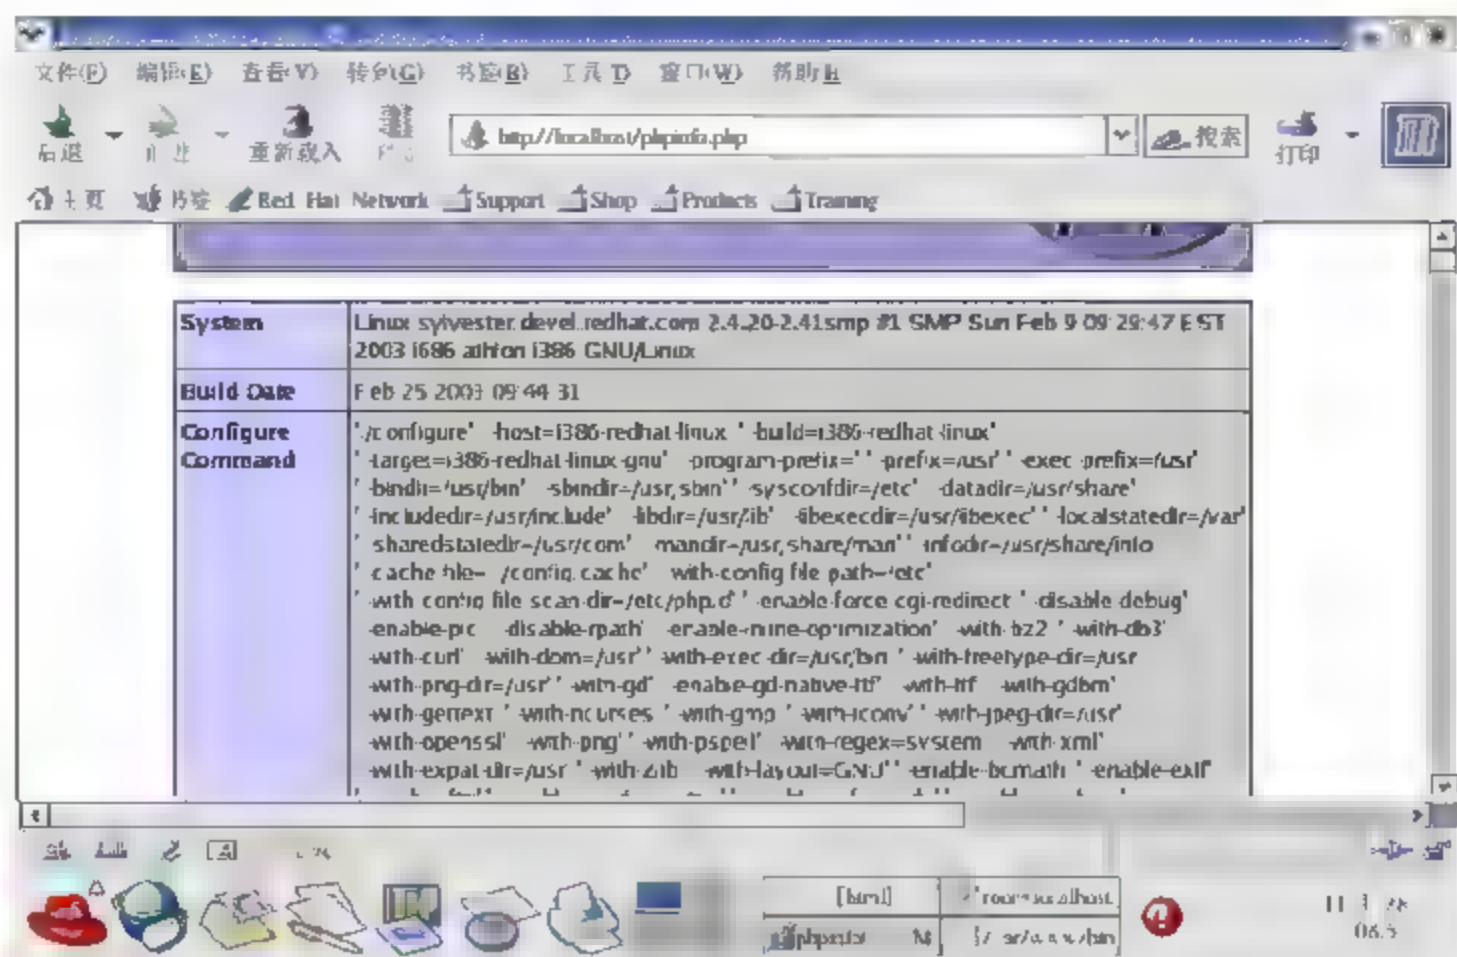 文件(F) 编辑(E) 查看(V) 转到(G) 书签(B) 工具(T) 窗口(W) 帮助(H)
后退 重新载入 http://localhost/phpinfo.php 搜索 打印
主页 书签 Red Hat Network Support Shop Products Training
System Linux sylvester.devel.redhat.com 2.4.20-2.41smp #1 SMP Sun Feb 9 09:29:47 EST
2003 i686 athlon i386 GNU/Linux
Build Date Feb 25 2003 09:44:31
Configure './configure' '--host=i386-redhat-linux' '--build=i386-redhat-linux'
Command '--target=i386-redhat-linux-gnu' '--program-prefix=' '--prefix=/usr' '--exec-prefix=/usr'
'--bindir=/usr/bin' '--sbindir=/usr/sbin' '--sysconfdir=/etc' '--datadir=/usr/share'
'--includedir=/usr/include' '--libdir=/usr/lib' '--libexecdir=/usr/libexec' '--localstatedir=/var'
'--sharedstatedir=/usr/com' '--mandir=/usr/share/man' '--infodir=/usr/share/info'
'--cache-file=../config.cache' '--with-config-file-path=/etc'
'--with-config-file-scan-dir=/etc/php.d' '--enable-force-cgi-redirect' '--disable-debug'
'--enable-pic' '--disable-rpath' '--enable-inline-optimization' '--with-bz2' '--with-db3'
'--with-curl' '--with-dom=/usr' '--with-exec-dir=/usr/bin' '--with-freetype-dir=/usr'
'--with-png-dir=/usr' '--with-gd' '--enable-gd-native-ttf' '--with-ttf' '--with-gdbm'
'--with-gettext' '--with-ncurses' '--with-gmp' '--with-iconv' '--with-jpeg-dir=/usr'
'--with-openssl' '--with-png' '--with-pspell' '--with-regex=system' '--with-xml'
'--with-expat-dir=/usr' '--with-zlib' '--with-layout=GNU' '--enable-bcmath' '--enable-exif'
[html]